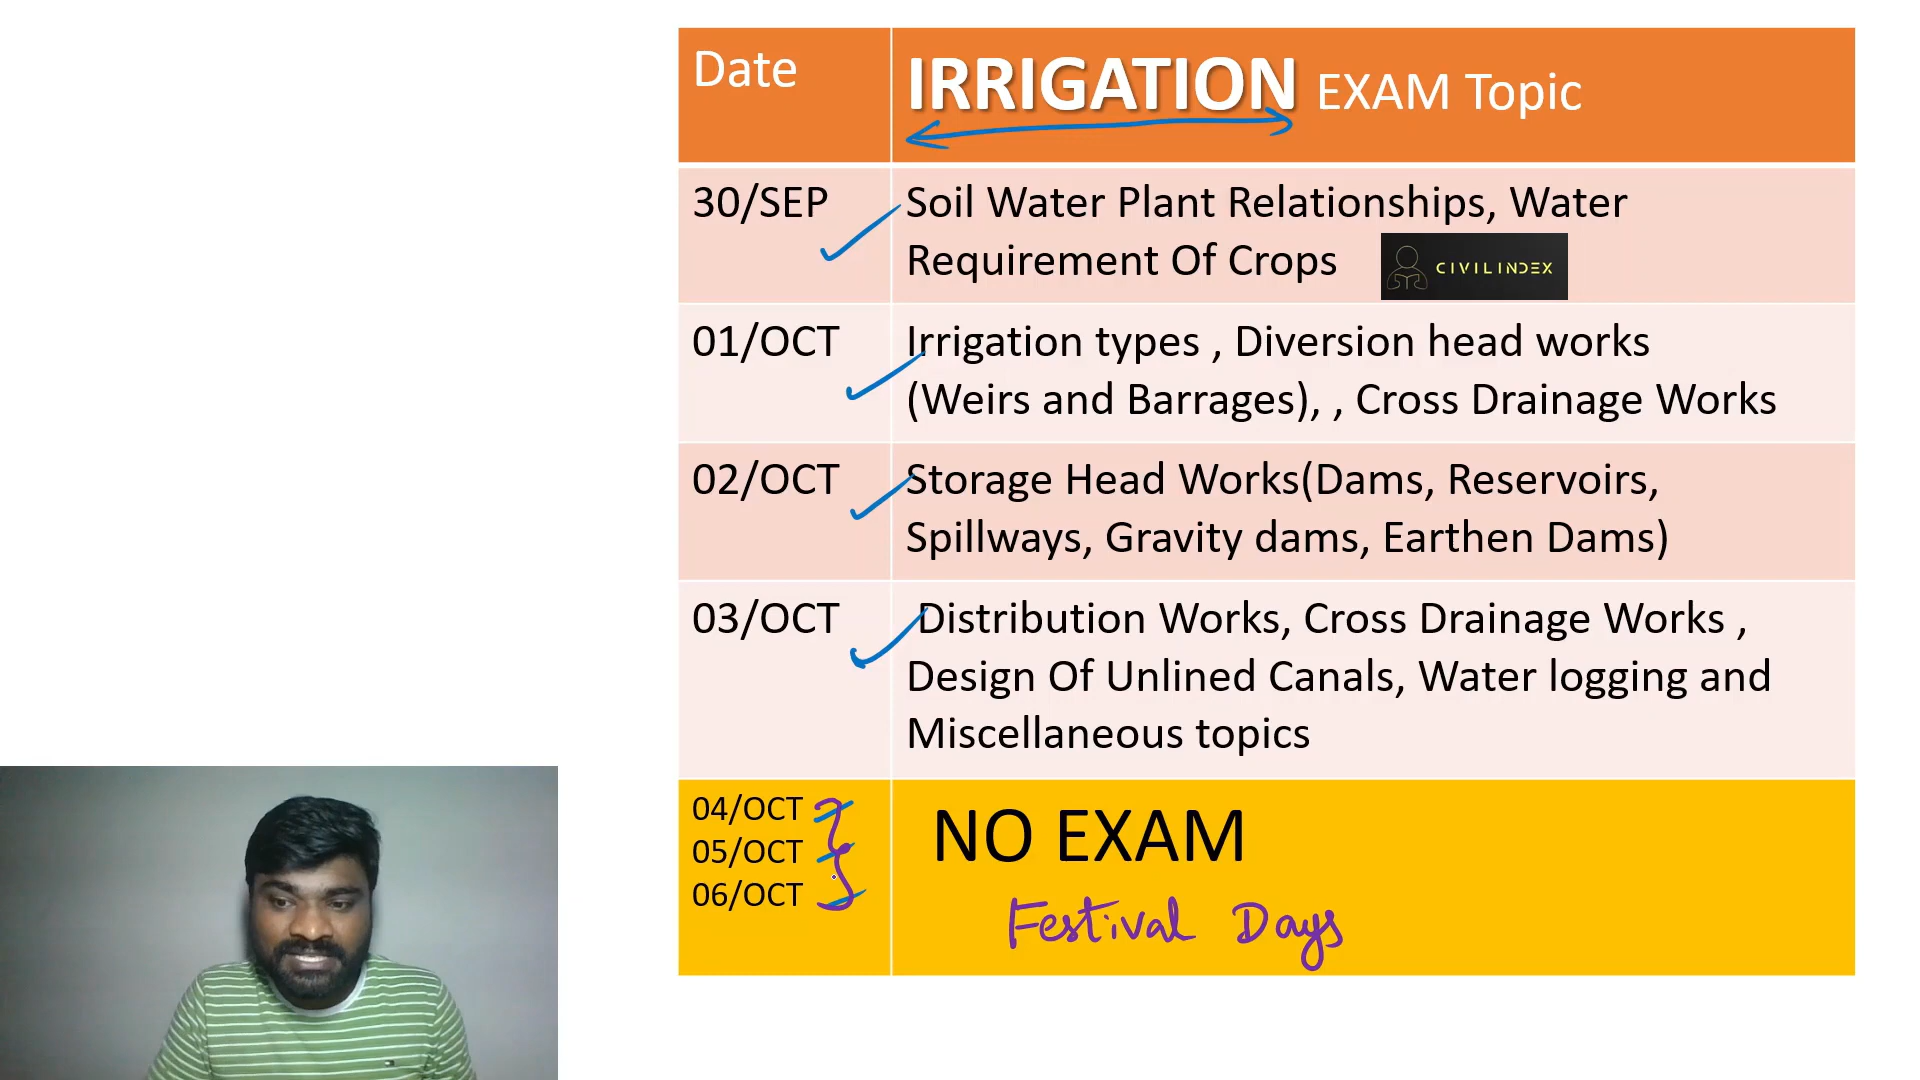 Date
IRRIGATION EXAM Topic
30/SEP
Soil Water Plant Relationships, Water
Requirement Of Crops
CIVILINDEX
01/OCT
Irrigation types , Diversion head works
(Weirs and Barrages), , Cross Drainage Works
02/OCT
Storage Head Works(Dams, Reservoirs,
Spillways, Gravity dams, Earthen Dams)
03/OCT
Distribution Works, Cross Drainage Works ,
Design Of Unlined Canals, Water logging and
Miscellaneous topics
04/OCT
05/OCT
06/OCT
NO EXAM
Festival Days